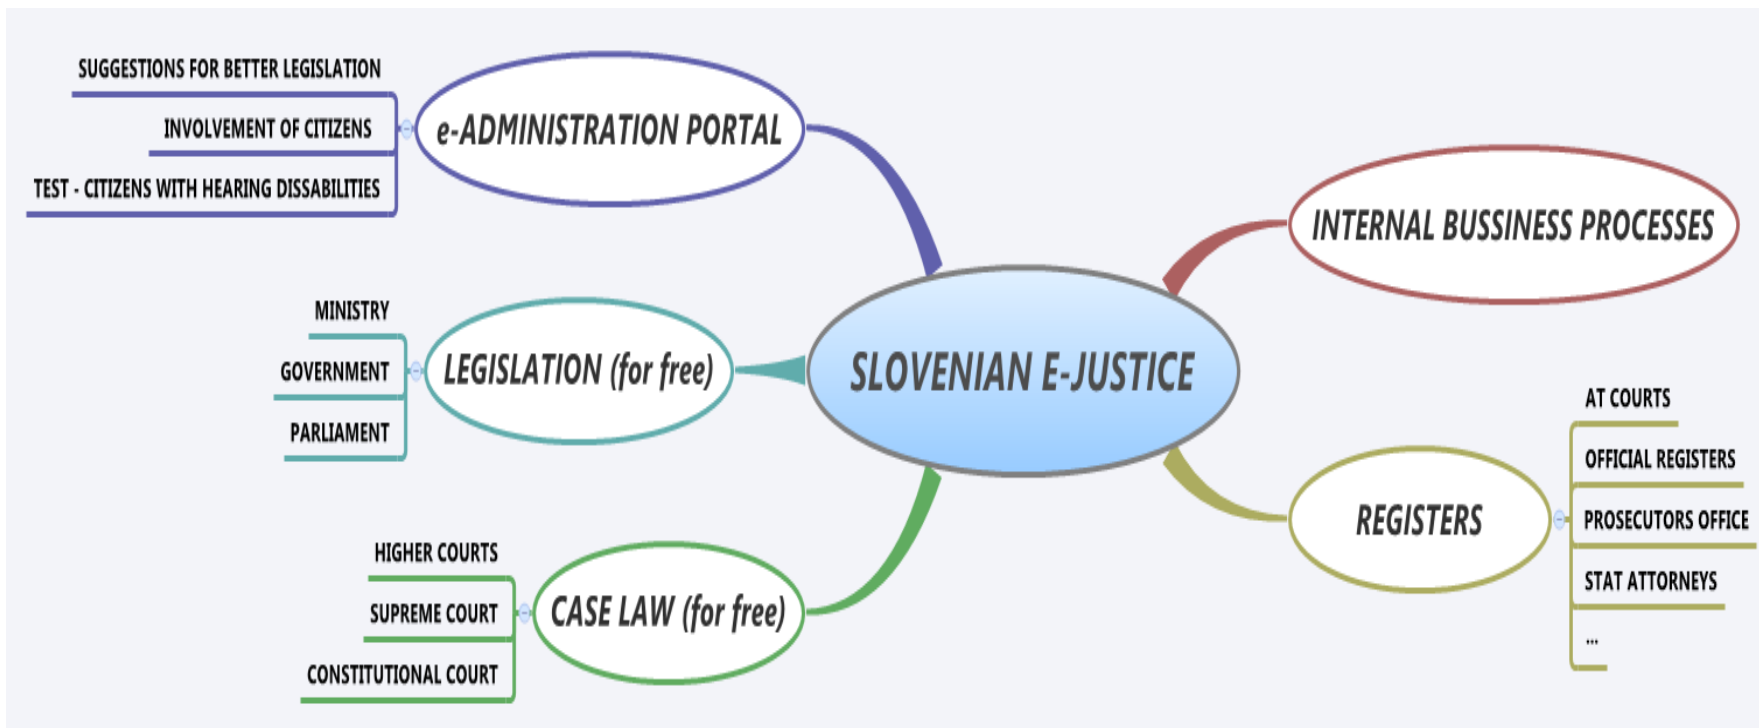 SUGGESTIONS FOR BETTER LEGISLATION
INVOLVEMENT OF CITIZENS
TEST - CITIZENS WITH HEARING DISSABILITIES
e-ADMINISTRATION PORTAL
MINISTRY
GOVERNMENT
PARLIAMENT
LEGISLATION (for free)
HIGHER COURTS
SUPREME COURT
CONSTITUTIONAL COURT
CASE LAW (for free)
SLOVENIAN E-JUSTICE
INTERNAL BUSSINESS PROCESSES
REGISTERS
AT COURTS
OFFICIAL REGISTERS
PROSECUTORS OFFICE
STAT ATTORNEYS
...